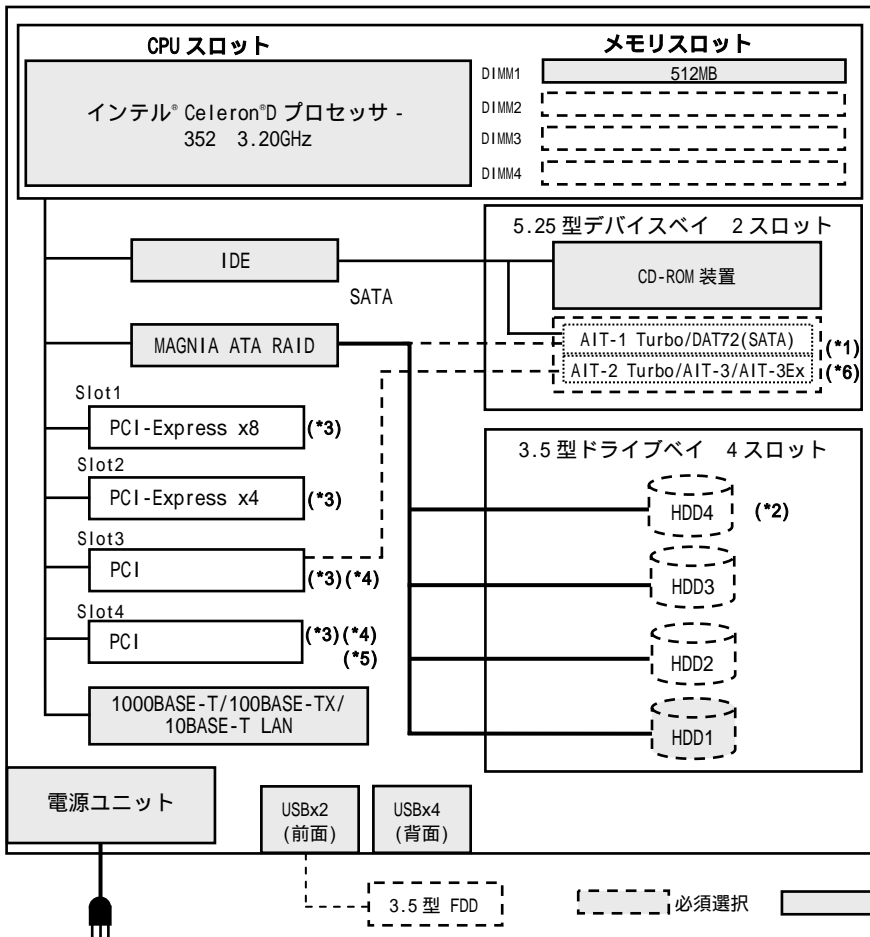 CPU スロット
メモリスロット
インテル® Celeron®D プロセッサ -
352 3.20GHz
DIMM1
512MB
DIMM2
DIMM3
DIMM4
5.25 型デバイスベイ 2 スロット
IDE
CD-ROM 装置
SATA
MAGNIA ATA RAID
AIT-1 Turbo/DAT72(SATA)
(*1)
AIT-2 Turbo/AIT-3/AIT-3Ex
(*6)
Slot1
PCI-Express x8
(*3)
Slot2
PCI-Express x4
(*3)
Slot3
PCI
(*3)(*4)
Slot4
PCI
(*3)(*4)
(*5)
1000BASE-T/100BASE-TX/
10BASE-T LAN
3.5 型ドライブベイ 4 スロット
HDD4
(*2)
HDD3
HDD2
HDD1
電源ユニット
USBx2
(前面)
USBx4
(背面)
3.5 型 FDD
必須選択